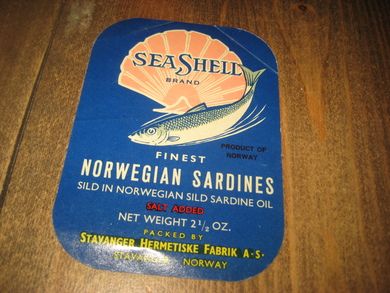 SEASHELL
BRAND
PRODUCT OF
NORWAY
FINEST
NORWEGIAN SARDINES
SILD IN NORWEGIAN SILD SARDINE OIL
SALT ADDED
NET WEIGHT 2 1/2 OZ.
PACKED BY
STAVANGER HERMETISKE FABRIK A·S·
STAVANGER NORWAY